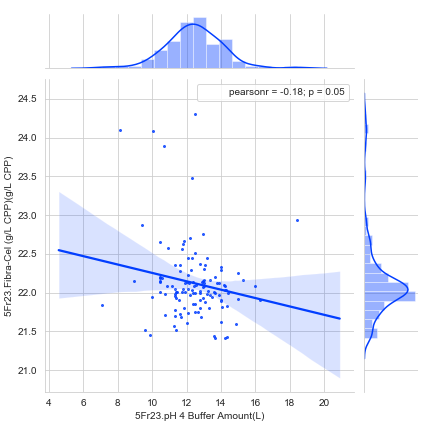 pearsonr = -0.18; p = 0.05
24.5
24.0
23.5
23.0
22.5
22.0
21.5
21.0
5Fr23.Fibra-Cel (g/L CPP)(g/L CPP)
4 6 8 10 12 14 16 18 20
5Fr23.pH 4 Buffer Amount(L)